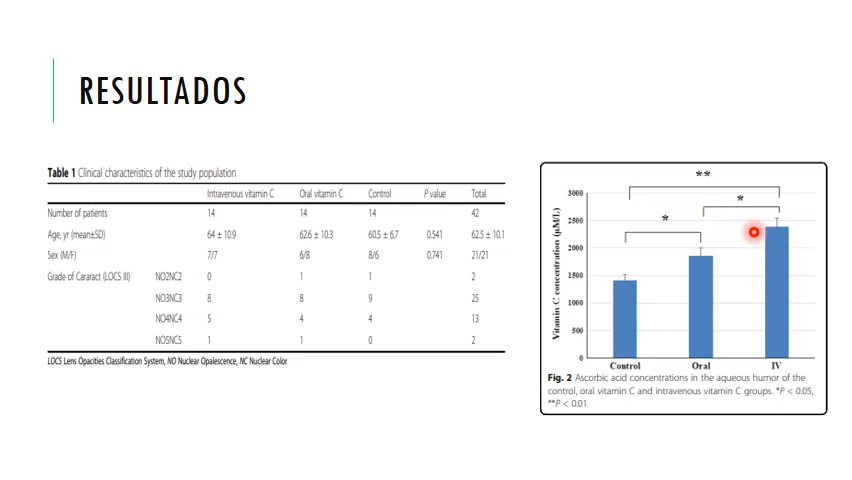 RESULTADOS
Table 1 Clinical characteristics of the study population
Intravenous vitamin C Oral vitamin C Control P value Total
Number of patients 14 14 14 42
Age, yr (mean±SD) 64 ± 10.9 62.6 ± 10.3 60.5 ± 6.7 0.541 62.5 ± 10.1
Sex (M/F) 7/7 6/8 8/6 0.741 21/21
Grade of Cararact (LOCS III) NO2NC2 0 1 1 2
NO3NC3 8 8 9 25
NO4NC4 5 4 4 13
NO5NC5 1 1 0 2
LOCS Lens Opacities Classification System, NO Nuclear Opalescence, NC Nuclear Color
**
*
*
Vitamin C concentration (μM/L)
3000
2500
2000
1500
1000
500
0
Control Oral IV
Fig. 2 Ascorbic acid concentrations in the aqueous humor of the
control, oral vitamin C and intravenous vitamin C groups. *P < 0.05,
**P < 0.01